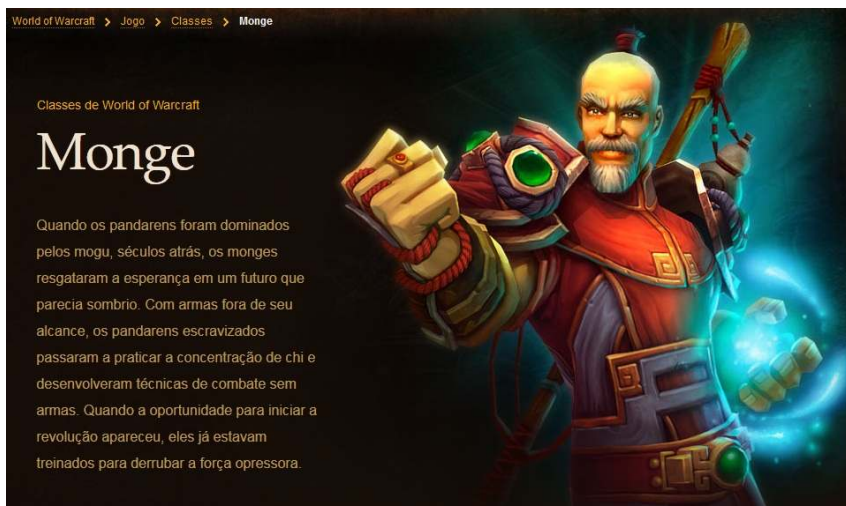 World of Warcraft > Jogo > Classes > Monge
Classes de World of Warcraft
Monge
Quando os pandarens foram dominados
pelos mogu, séculos atrás, os monges
resgataram a esperança em um futuro que
parecia sombrio. Com armas fora de seu
alcance, os pandarens escravizados
passaram a praticar a concentração de chi e
desenvolveram técnicas de combate sem
armas. Quando a oportunidade para iniciar a
revolução apareceu, eles já estavam
treinados para derrubar a força opressora.